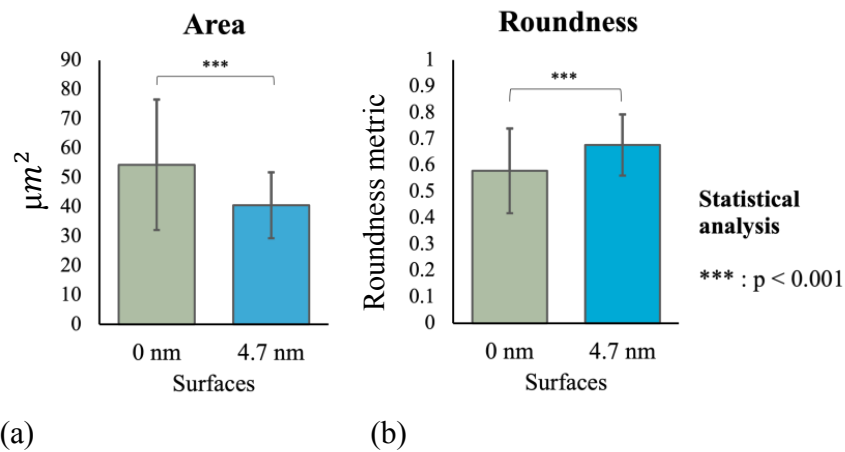 Area
μm²
90
80
70
60
50
40
30
20
10
0
***
0 nm
4.7 nm
Surfaces
(a)
Roundness
Roundness metric
1
0.9
0.8
0.7
0.6
0.5
0.4
0.3
0.2
0.1
0
***
0 nm
4.7 nm
Surfaces
(b)
Statistical
analysis
*** : p < 0.001